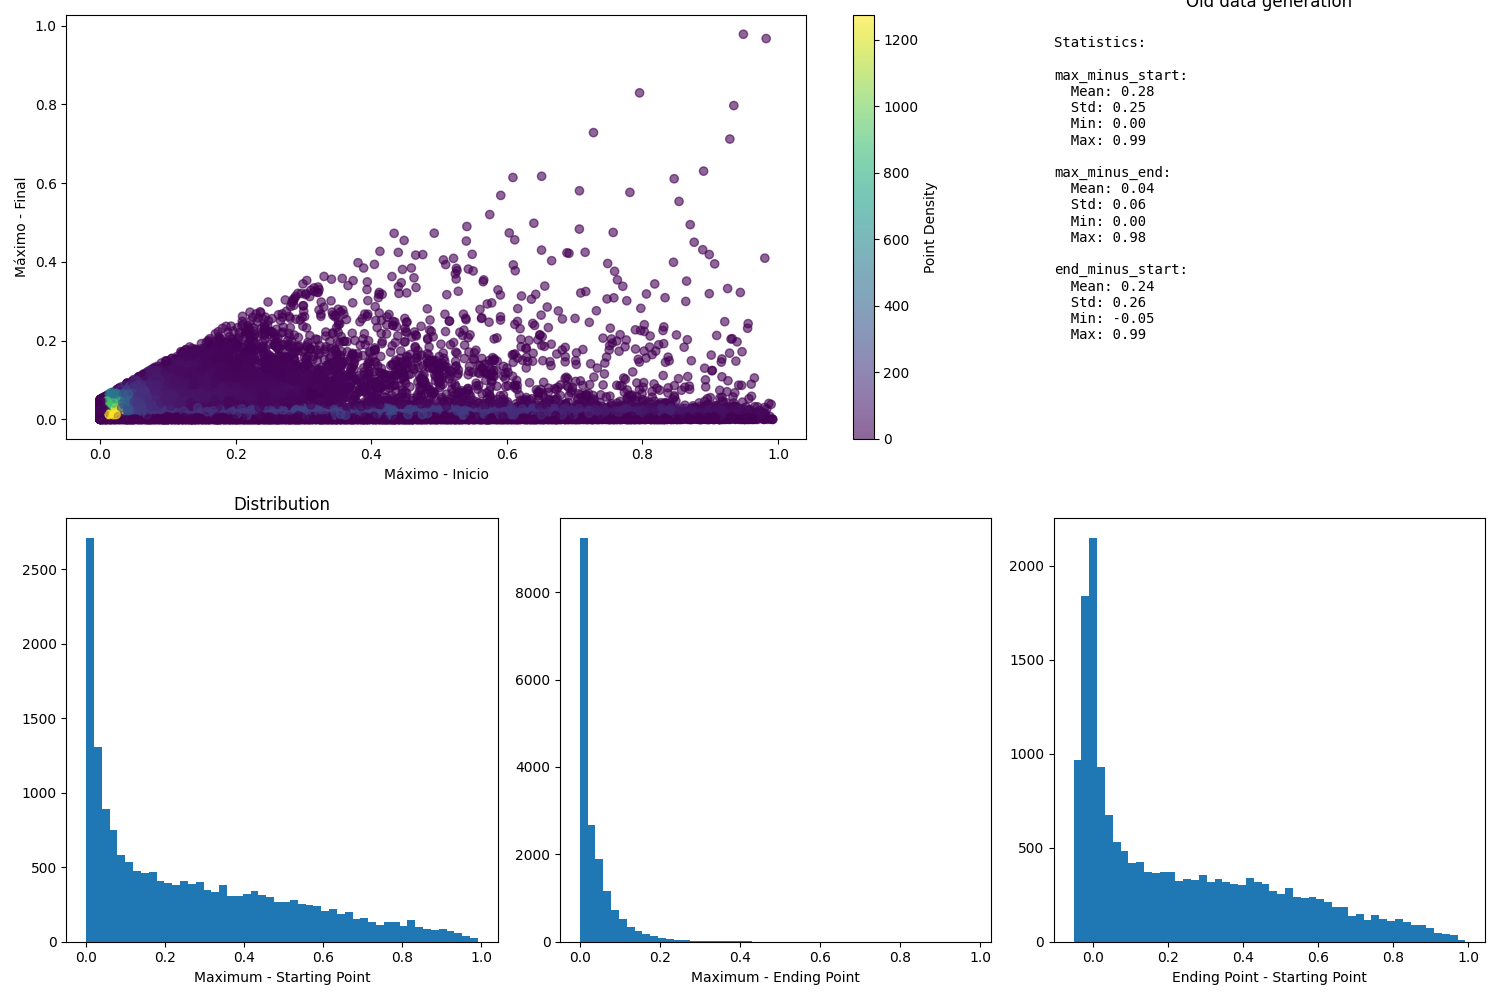 Old data generation
1.0
0.8
0.6
0.4
0.2
0.0
Máximo - Final
0.0 0.2 0.4 0.6 0.8 1.0
Máximo - Inicio
1200
1000
800
600
400
200
0
Point Density
Statistics:
max_minus_start:
Mean: 0.28
Std: 0.25
Min: 0.00
Max: 0.99
max_minus_end:
Mean: 0.04
Std: 0.06
Min: 0.00
Max: 0.98
end_minus_start:
Mean: 0.24
Std: 0.26
Min: -0.05
Max: 0.99
Distribution
2500
2000
1500
1000
500
0
0.0 0.2 0.4 0.6 0.8 1.0
Maximum - Starting Point
8000
6000
4000
2000
0
0.0 0.2 0.4 0.6 0.8 1.0
Maximum - Ending Point
2000
1500
1000
500
0
0.0 0.2 0.4 0.6 0.8 1.0
Ending Point - Starting Point